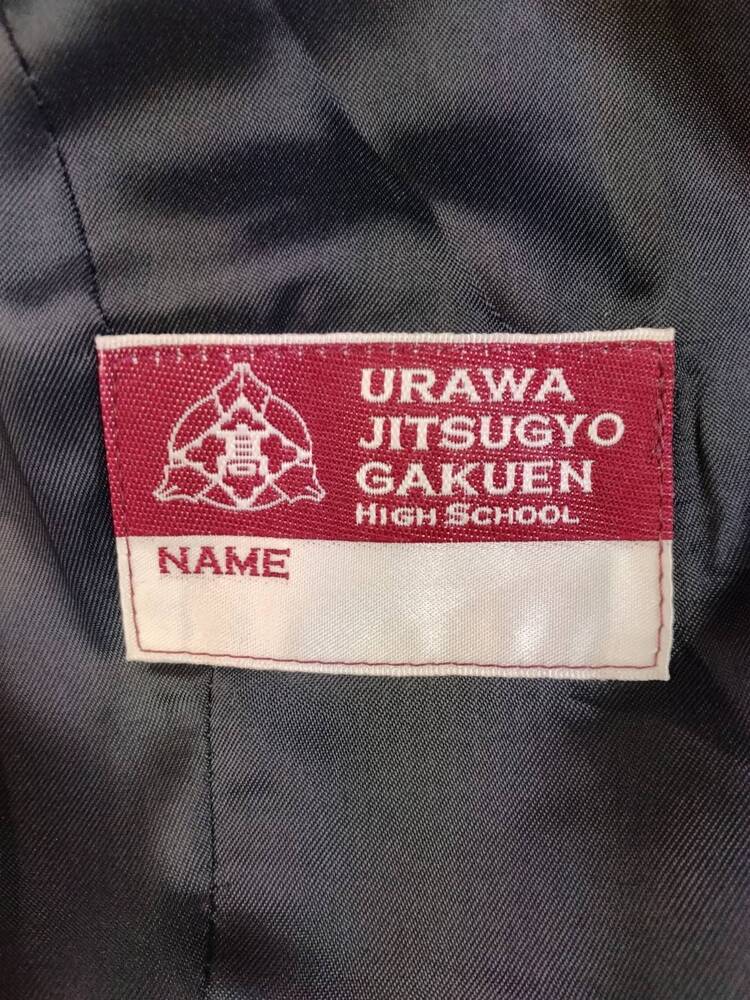 URAWA
JITSUGYO
GAKUEN
HIGH SCHOOL
NAME